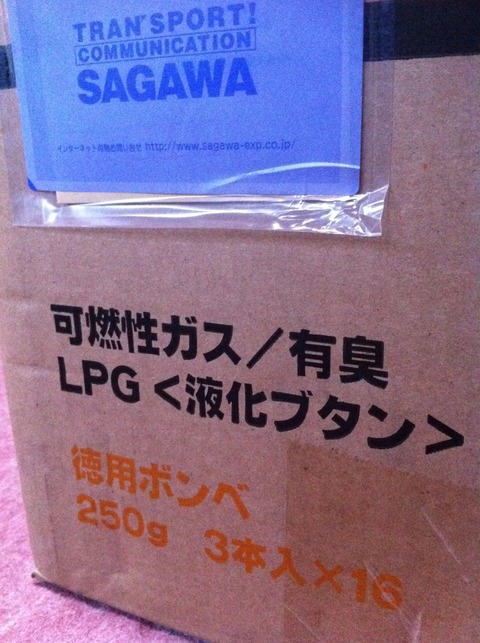 TRAN'SPORT!
COMMUNICATION
SAGAWA
インターネット荷物お問い合せ http://www.sagawa-exp.co.jp/
可燃性ガス／有臭
LPG＜液化ブタン＞
徳用ボンベ
250g 3本入×16